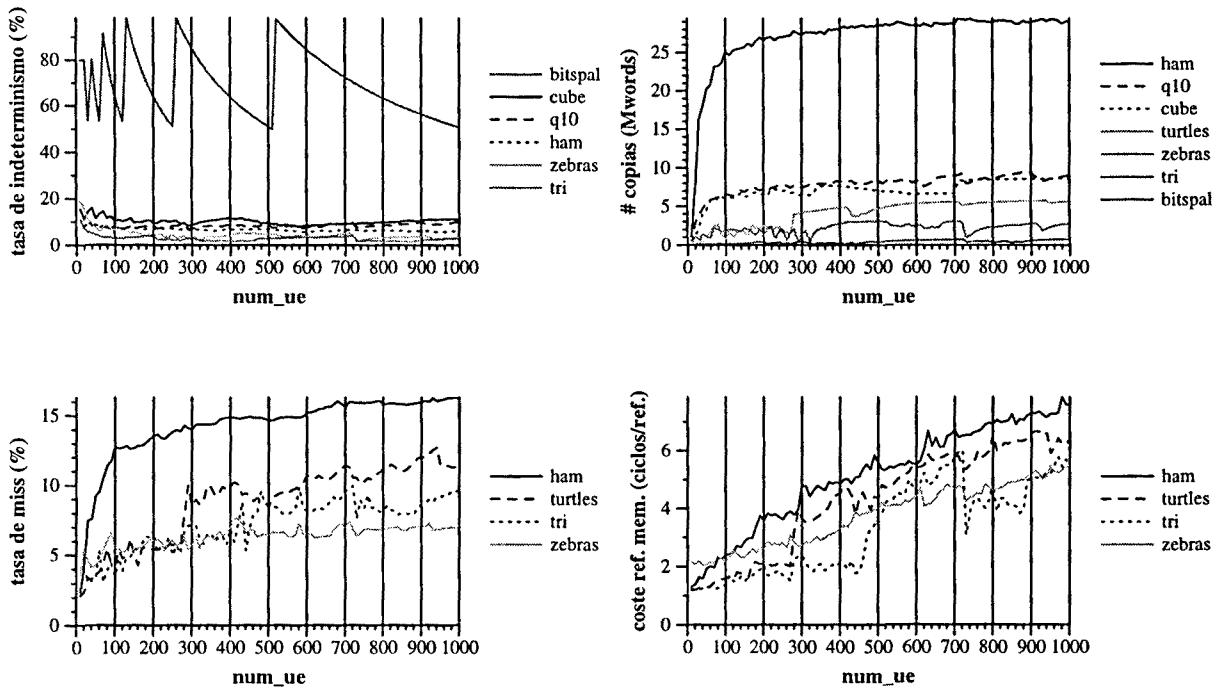 tasa de indeterminismo (%)
80
60
40
20
0
0 100 200 300 400 500 600 700 800 900 1000
num_ue
bitspal
cube
q10
ham
zebras
tri
# copias (Mwords)
25
20
15
10
5
0
0 100 200 300 400 500 600 700 800 900 1000
num_ue
ham
q10
cube
turtles
zebras
tri
bitspal
tasa de miss (%)
15
10
5
0
0 100 200 300 400 500 600 700 800 900 1000
num_ue
ham
turtles
tri
zebras
coste ref. mem. (ciclos/ref.)
6
4
2
0
0 100 200 300 400 500 600 700 800 900 1000
num_ue
ham
turtles
tri
zebras